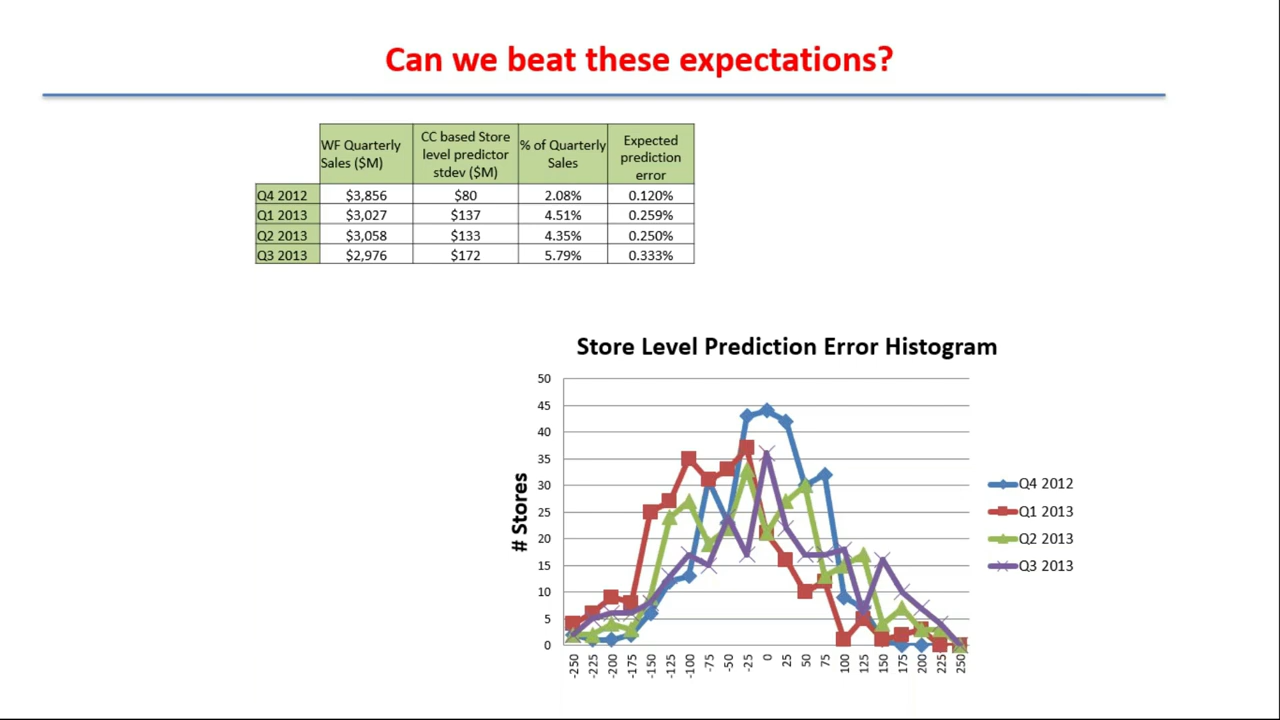 Can we beat these expectations?
WF Quarterly Sales ($M)
CC based Store level predictor stdev ($M)
% of Quarterly Sales
Expected prediction error
Q4 2012 $3,856 $80 2.08% 0.120%
Q1 2013 $3,027 $137 4.51% 0.259%
Q2 2013 $3,058 $133 4.35% 0.250%
Q3 2013 $2,976 $172 5.79% 0.333%
Store Level Prediction Error Histogram
# Stores
50
45
40
35
30
25
20
15
10
5
0
-250 -225 -200 -175 -150 -125 -100 -75 -50 -25 0 25 50 75 100 125 150 175 200 225 250
Q4 2012
Q1 2013
Q2 2013
Q3 2013